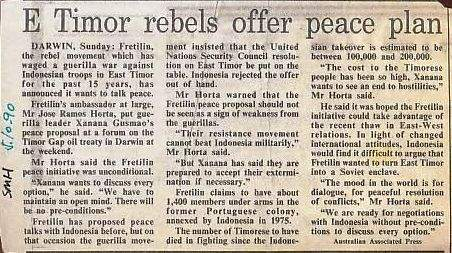 E Timor rebels offer peace plan
DARWIN, Sunday: Fretilin,
the rebel movement which has
waged a guerilla war against
Indonesian troops in East Timor
for the past 15 years, has
announced it wants to talk peace.
Fretilin's ambassador at large,
Mr Jose Ramos Horta, put gue-
rilla leader Xanana Gusmao's
peace proposal at a forum on the
Timor Gap oil treaty in Darwin at
the weekend.
Mr Horta said the Fretilin
peace initiative was unconditional.
"Xanana wants to discuss every
option," he said. "We have to
maintain an open mind. There will
be no pre-conditions."
Fretilin has proposed peace
talks with Indonesia before, but on
that occasion the guerilla move-
ment insisted that the United
Nations Security Council resolu-
tion on East Timor be put on the
table. Indonesia rejected the offer
out of hand.
Mr Horta warned that the
Fretilin peace proposal should not
be seen as a sign of weakness from
the guerillas.
"Their resistance movement
cannot beat Indonesia militarily,"
Mr Horta said.
"But Xanana has said they are
prepared to accept their extermi-
nation if necessary."
Fretilin claims to have about
1,400 members under arms in the
former Portuguese colony,
annexed by Indonesia in 1975.
The number of Timorese to have
died in fighting since the Indone-
sian takeover is estimated to be
between 100,000 and 200,000.
"The cost to the Timorese
people has been so high, Xanana
wants to see an end to hostilities,"
Mr Horta said.
He said it was hoped the Fretilin
initiative could take advantage of
the recent thaw in East-West
relations. In light of changed
international attitudes, Indonesia
would find it difficult to argue that
Fretilin wanted to turn East Timor
into a Soviet enclave.
"The mood in the world is for
dialogue, for peaceful resolution
of conflicts," Mr Horta said.
"We are ready for negotiations
with Indonesia without pre-condi-
tions to discuss every option."
Australian Associated Press
SMH